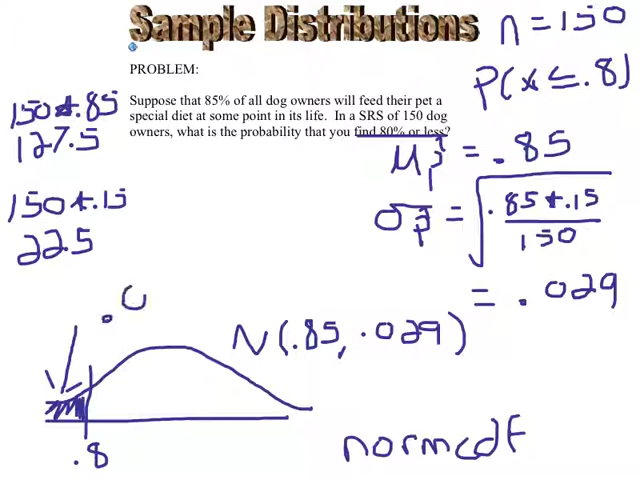 Sample Distributions
n = 150
PROBLEM:
P(x ≤ .8)
150 * .85
127.5
Suppose that 85% of all dog owners will feed their pet a
special diet at some point in its life. In a SRS of 150 dog
owners, what is the probability that you find 80% or less?
μp̂ = .85
150 * .15
22.5
σp̂ = √(.85 * .15 / 150)
= .029
.0
N(.85, .029)
.8
normcdf